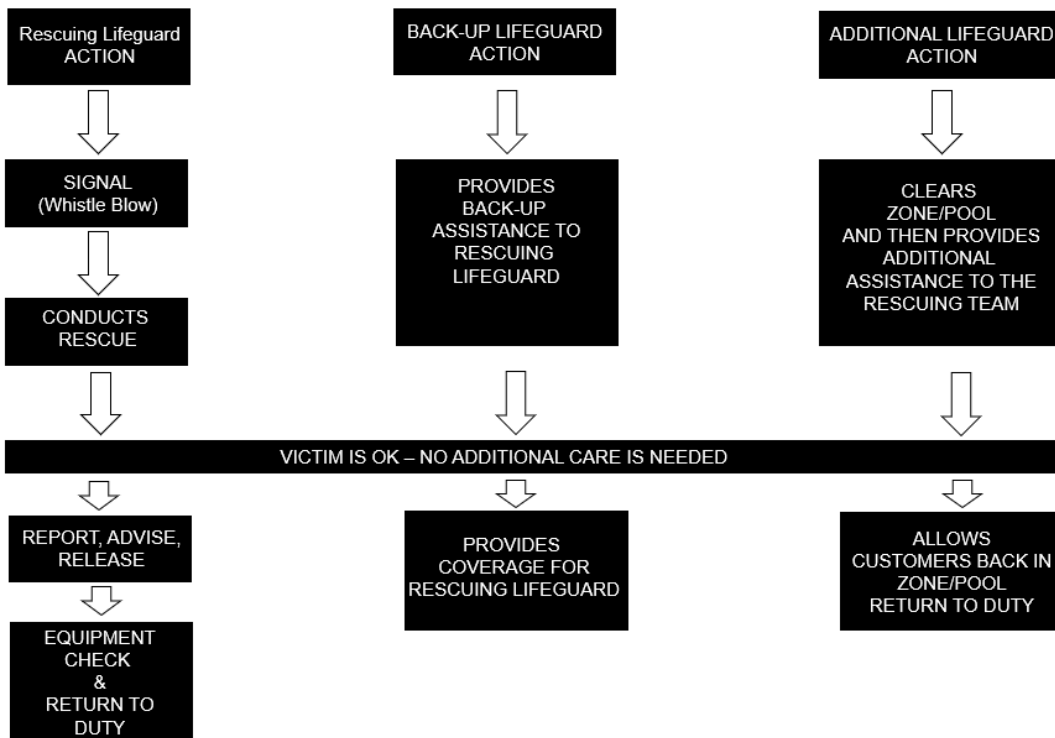 Rescuing Lifeguard
ACTION
BACK-UP LIFEGUARD
ACTION
ADDITIONAL LIFEGUARD
ACTION
SIGNAL
(Whistle Blow)
CONDUCTS
RESCUE
PROVIDES
BACK-UP
ASSISTANCE TO
RESCUING
LIFEGUARD
CLEARS
ZONE/POOL
AND THEN PROVIDES
ADDITIONAL
ASSISTANCE TO THE
RESCUING TEAM
VICTIM IS OK – NO ADDITIONAL CARE IS NEEDED
REPORT, ADVISE,
RELEASE
EQUIPMENT
CHECK
&
RETURN TO
DUTY
PROVIDES
COVERAGE FOR
RESCUING LIFEGUARD
ALLOWS
CUSTOMERS BACK IN
ZONE/POOL
RETURN TO DUTY